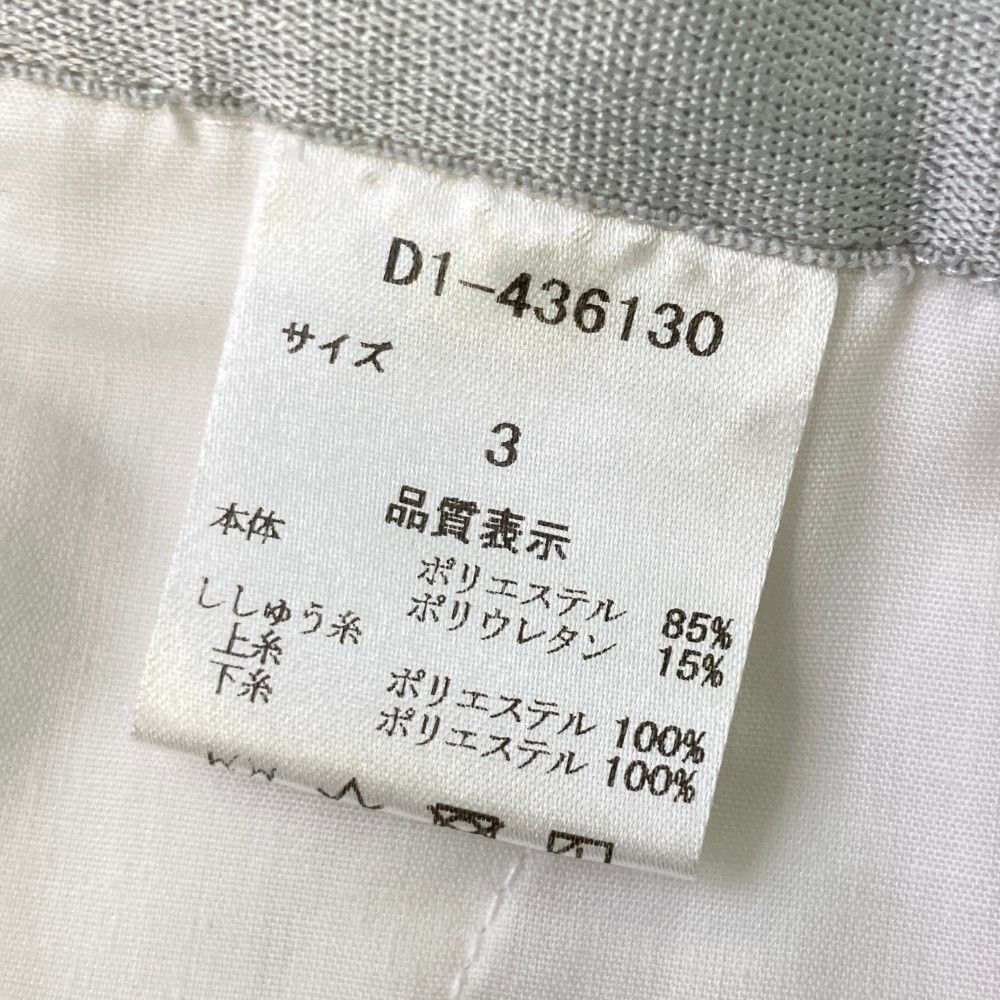 D1-436130
サイズ
3
品質表示
本体
ポリエステル 85%
ポリウレタン 15%
ししゅう糸
上糸 ポリエステル 100%
下糸 ポリエステル 100%